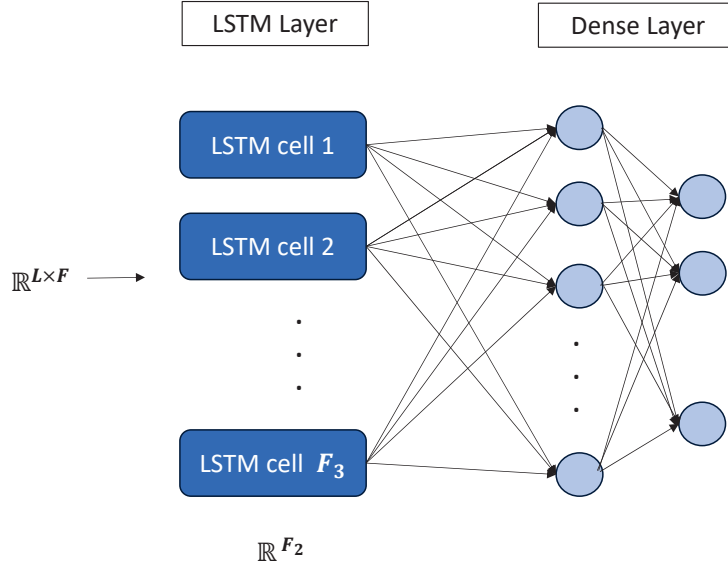 LSTM Layer
Dense Layer
LSTM cell 1
LSTM cell 2
ℝ^{L×F}
LSTM cell F₃
ℝ^{F₂}